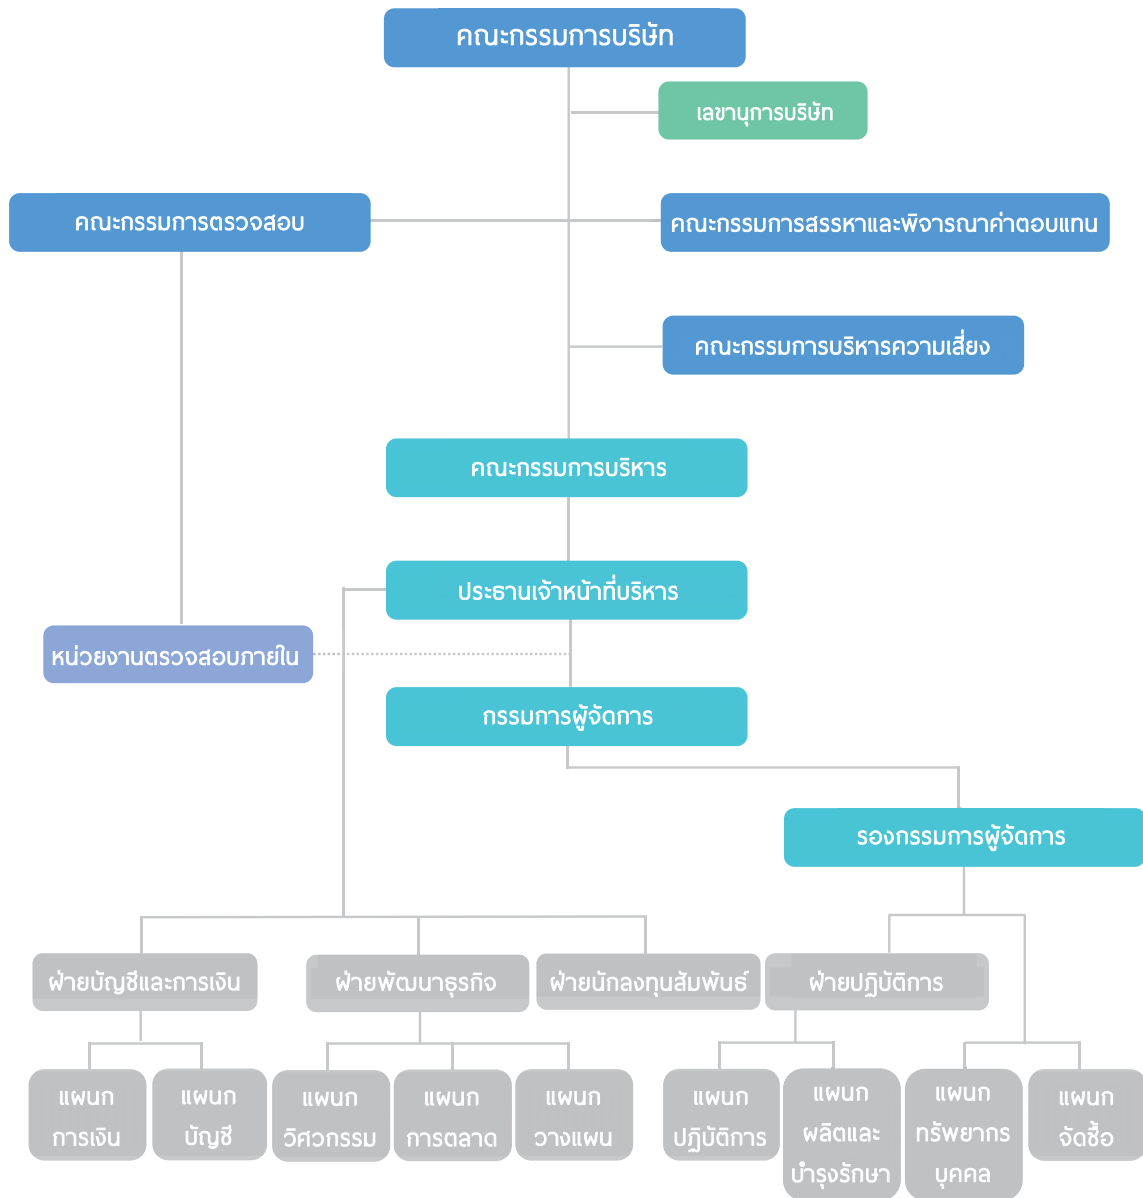 คณะกรรมการบริษัท
เลขานุการบริษัท
คณะกรรมการตรวจสอบ
คณะกรรมการสรรหาและพิจารณาค่าตอบแทน
คณะกรรมการบริหารความเสี่ยง
คณะกรรมการบริหาร
ประธานเจ้าหน้าที่บริหาร
หน่วยงานตรวจสอบภายใน
กรรมการผู้จัดการ
รองกรรมการผู้จัดการ
ฝ่ายบัญชีและการเงิน
ฝ่ายพัฒนาธุรกิจ
ฝ่ายนักลงทุนสัมพันธ์
ฝ่ายปฏิบัติการ
แผนก
การเงิน
แผนก
บัญชี
แผนก
วิศวกรรม
แผนก
การตลาด
แผนก
วางแผน
แผนก
ปฏิบัติการ
แผนก
ผลิตและ
บำรุงรักษา
แผนก
ทรัพยากร
บุคคล
แผนก
จัดซื้อ